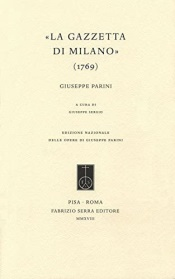 «LA GAZZETTA
DI MILANO»
(1769)
GIUSEPPE PARINI
A CURA DI
GIUSEPPE SERGIO
EDIZIONE NAZIONALE
DELLE OPERE DI GIUSEPPE PARINI
PISA · ROMA
FABRIZIO SERRA EDITORE
MMXVIII